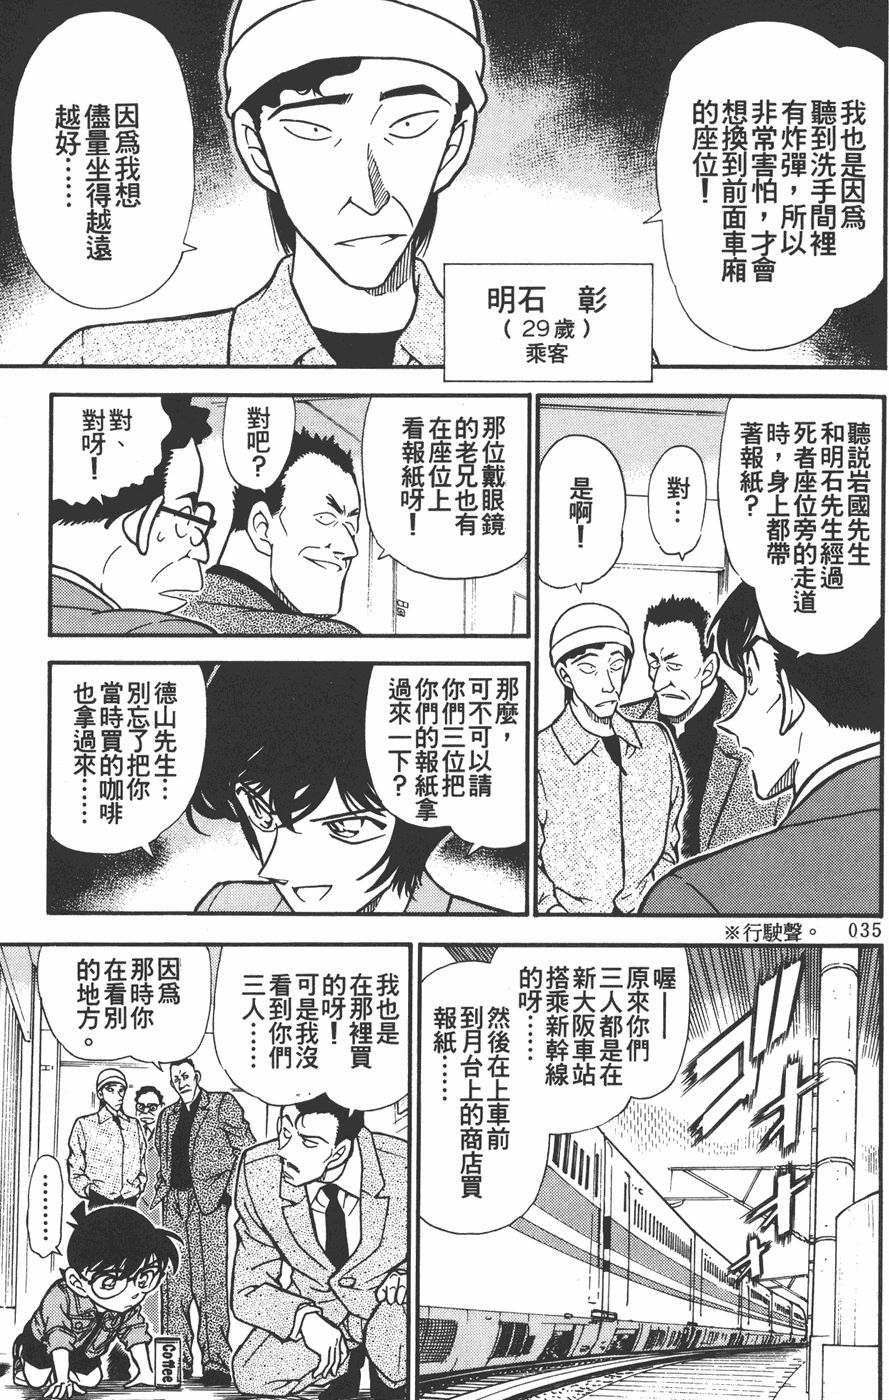 我也是因爲
聽到洗手間裡
有炸彈，所以
非常害怕，才會
想換到前面車廂
的座位！
因爲我想
儘量坐得越遠
越好……
明石　彰
（29歲）
乘客
聽說岩國先生
和明石先生經過
死者座位旁的走道
時，身上都帶
著報紙？
對…
是啊！
那位戴眼鏡
的老兄也有
在座位上
看報紙呀！
對吧？
對、
對呀！
那麼，
可不可以請
你們三位把
你們的報紙拿
過來一下？
德山先生…
別忘了把你
當時買的咖啡
也拿過來……
※行駛聲。
035
喔──
原來你們
三人都是在
新大阪車站
搭乘新幹線
的呀…
然後在上車前
到月台上的商店買
報紙……
我也是
在那裡買
的呀！
可是我沒
看到你們
三人……
因爲
那時你
在看別
的地方。
………
Coffee